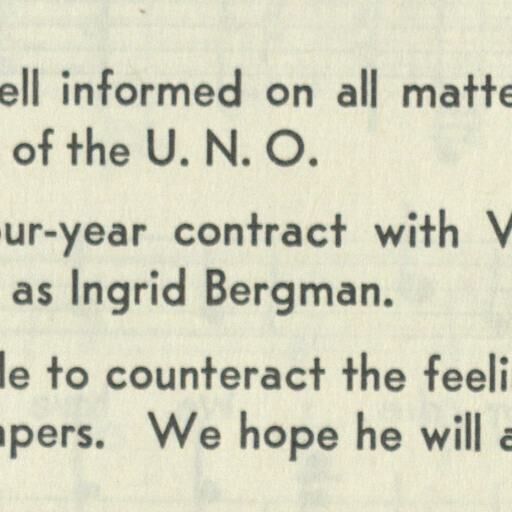 ell informed on all matte
of the U. N. O.
our-year contract with V
as Ingrid Bergman.
le to counteract the feeli
apers. We hope he will a